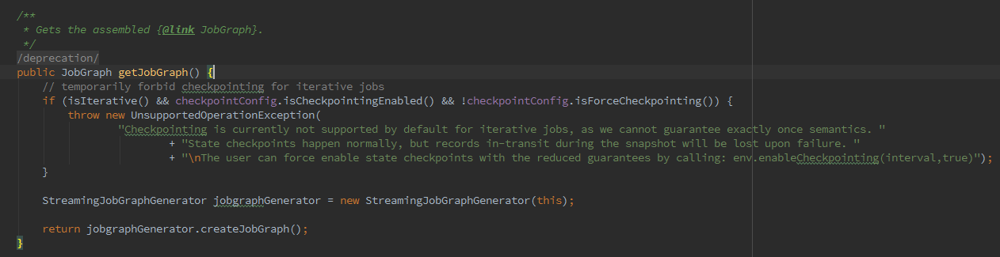 /**
 * Gets the assembled {@link JobGraph}.
 */
/deprecation/
public JobGraph getJobGraph() {
    // temporarily forbid checkpointing for iterative jobs
    if (isIterative() && checkpointConfig.isCheckpointingEnabled() && !checkpointConfig.isForceCheckpointing()) {
        throw new UnsupportedOperationException(
                "Checkpointing is currently not supported by default for iterative jobs, as we cannot guarantee exactly once semantics. "
                        + "State checkpoints happen normally, but records in-transit during the snapshot will be lost upon failure. "
                        + "\nThe user can force enable state checkpoints with the reduced guarantees by calling: env.enableCheckpointing(interval,true)");
    }
    StreamingJobGraphGenerator jobgraphGenerator = new StreamingJobGraphGenerator(this);
    return jobgraphGenerator.createJobGraph();
}